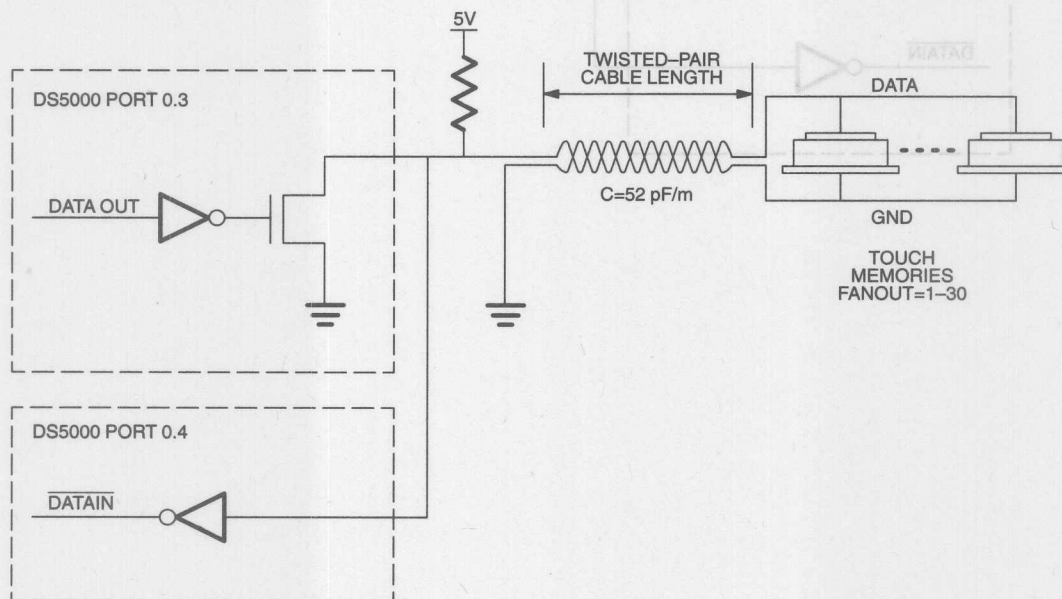 5V
TWISTED–PAIR
CABLE LENGTH
DATAIN
DATA
DS5000 PORT 0.3
DATA OUT
C=52 pF/m
GND
TOUCH
MEMORIES
FANOUT=1–30
DS5000 PORT 0.4
DATAIN